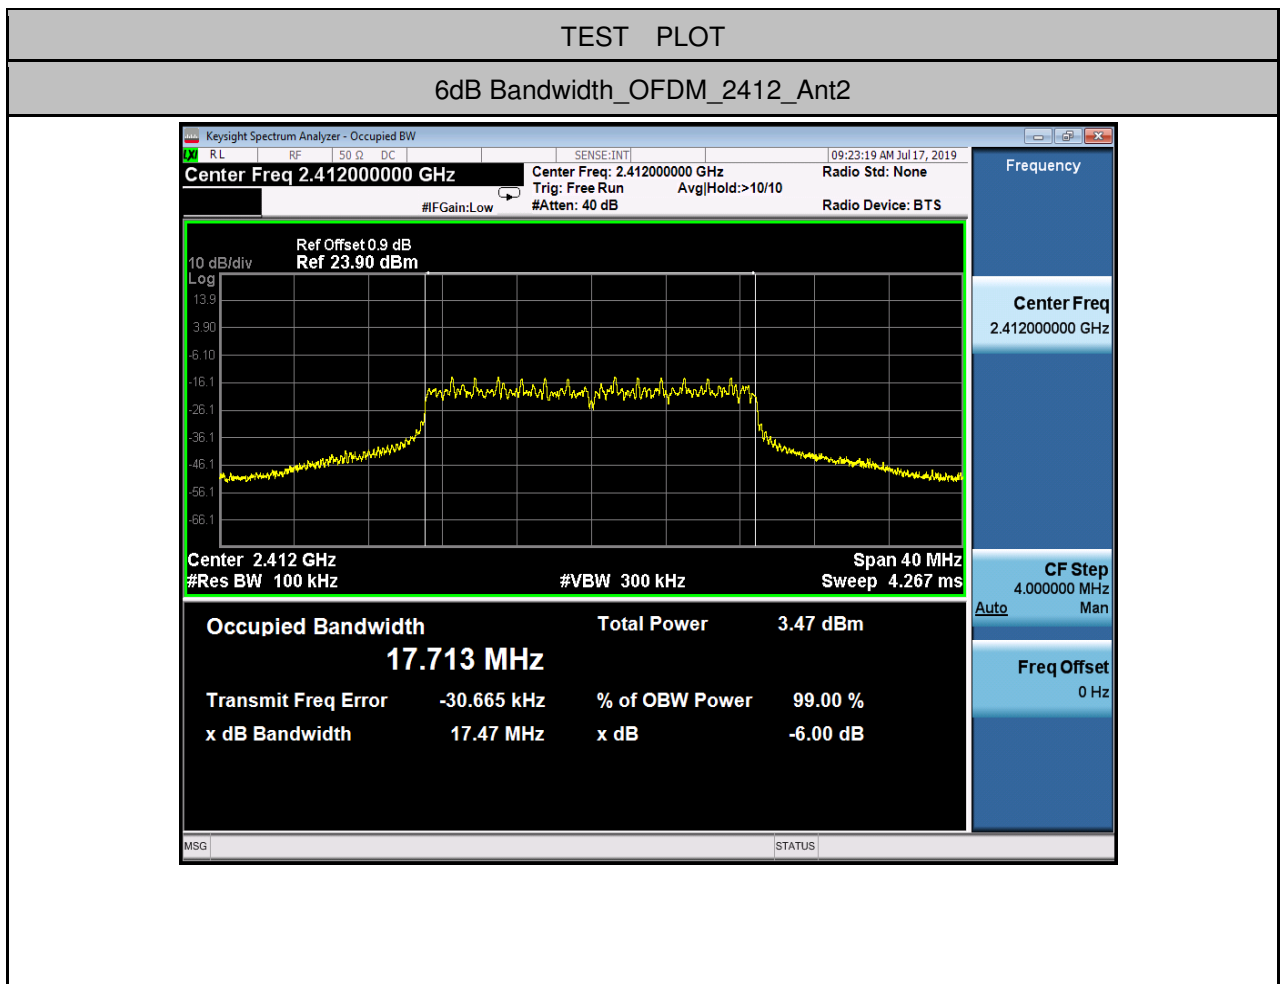 TEST PLOT
6dB Bandwidth_OFDM_2412_Ant2
Keysight Spectrum Analyzer - Occupied BW
LXI RL RF 50 Ω DC SENSE:INT 09:23:19 AM Jul 17, 2019
Center Freq 2.412000000 GHz
Center Freq: 2.412000000 GHz Radio Std: None
Trig: Free Run Avg|Hold:>10/10
#IFGain:Low #Atten: 40 dB Radio Device: BTS
Frequency
Ref Offset 0.9 dB
10 dB/div Ref 23.90 dBm
Log
13.9
3.90
-6.10
-16.1
-26.1
-36.1
-46.1
-56.1
-66.1
Center 2.412 GHz Span 40 MHz
#Res BW 100 kHz #VBW 300 kHz Sweep 4.267 ms
Center Freq
2.412000000 GHz
CF Step
4.000000 MHz
Auto Man
Freq Offset
0 Hz
Occupied Bandwidth Total Power 3.47 dBm
17.713 MHz
Transmit Freq Error -30.665 kHz % of OBW Power 99.00 %
x dB Bandwidth 17.47 MHz x dB -6.00 dB
MSG STATUS